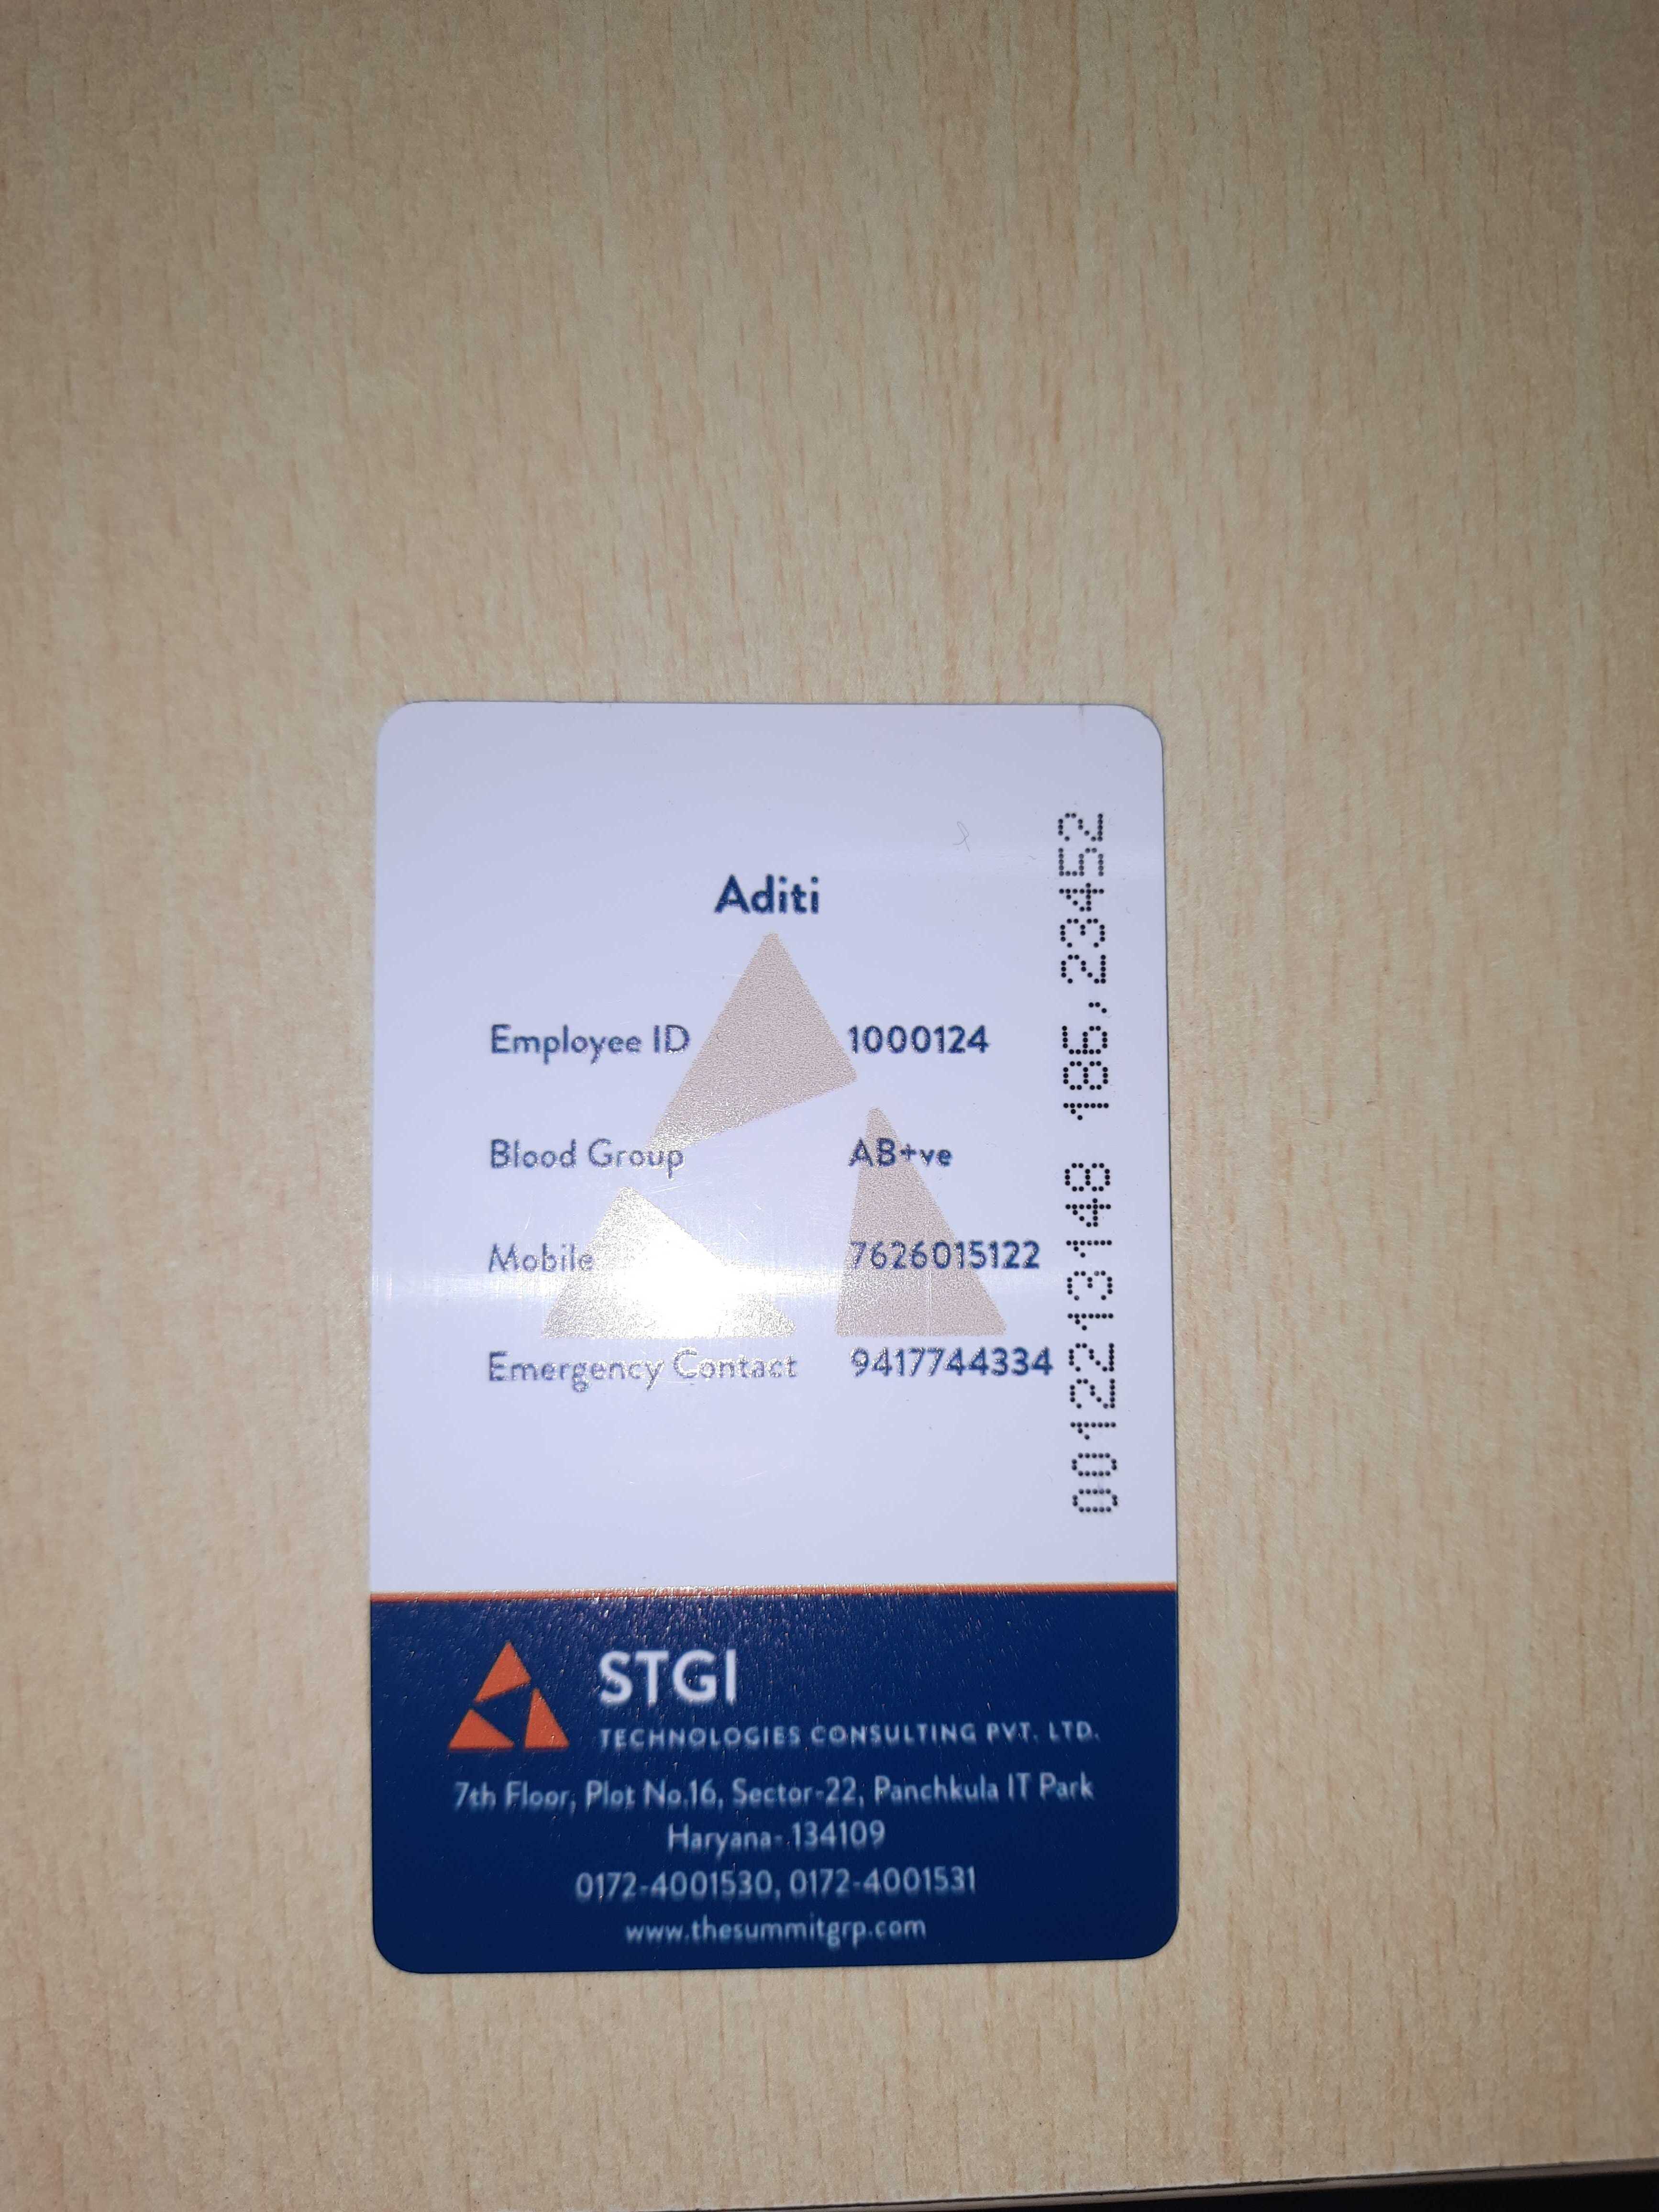 Aditi
Employee ID 1000124
Blood Group AB+ve
Mobile 7626015122
Emergency Contact 9417744334
0012213148 186,23452
STGI
TECHNOLOGIES CONSULTING PVT. LTD.
7th Floor, Plot No.16, Sector-22, Panchkula IT Park
Haryana- 134109
0172-4001530, 0172-4001531
www.thesummitgrp.com